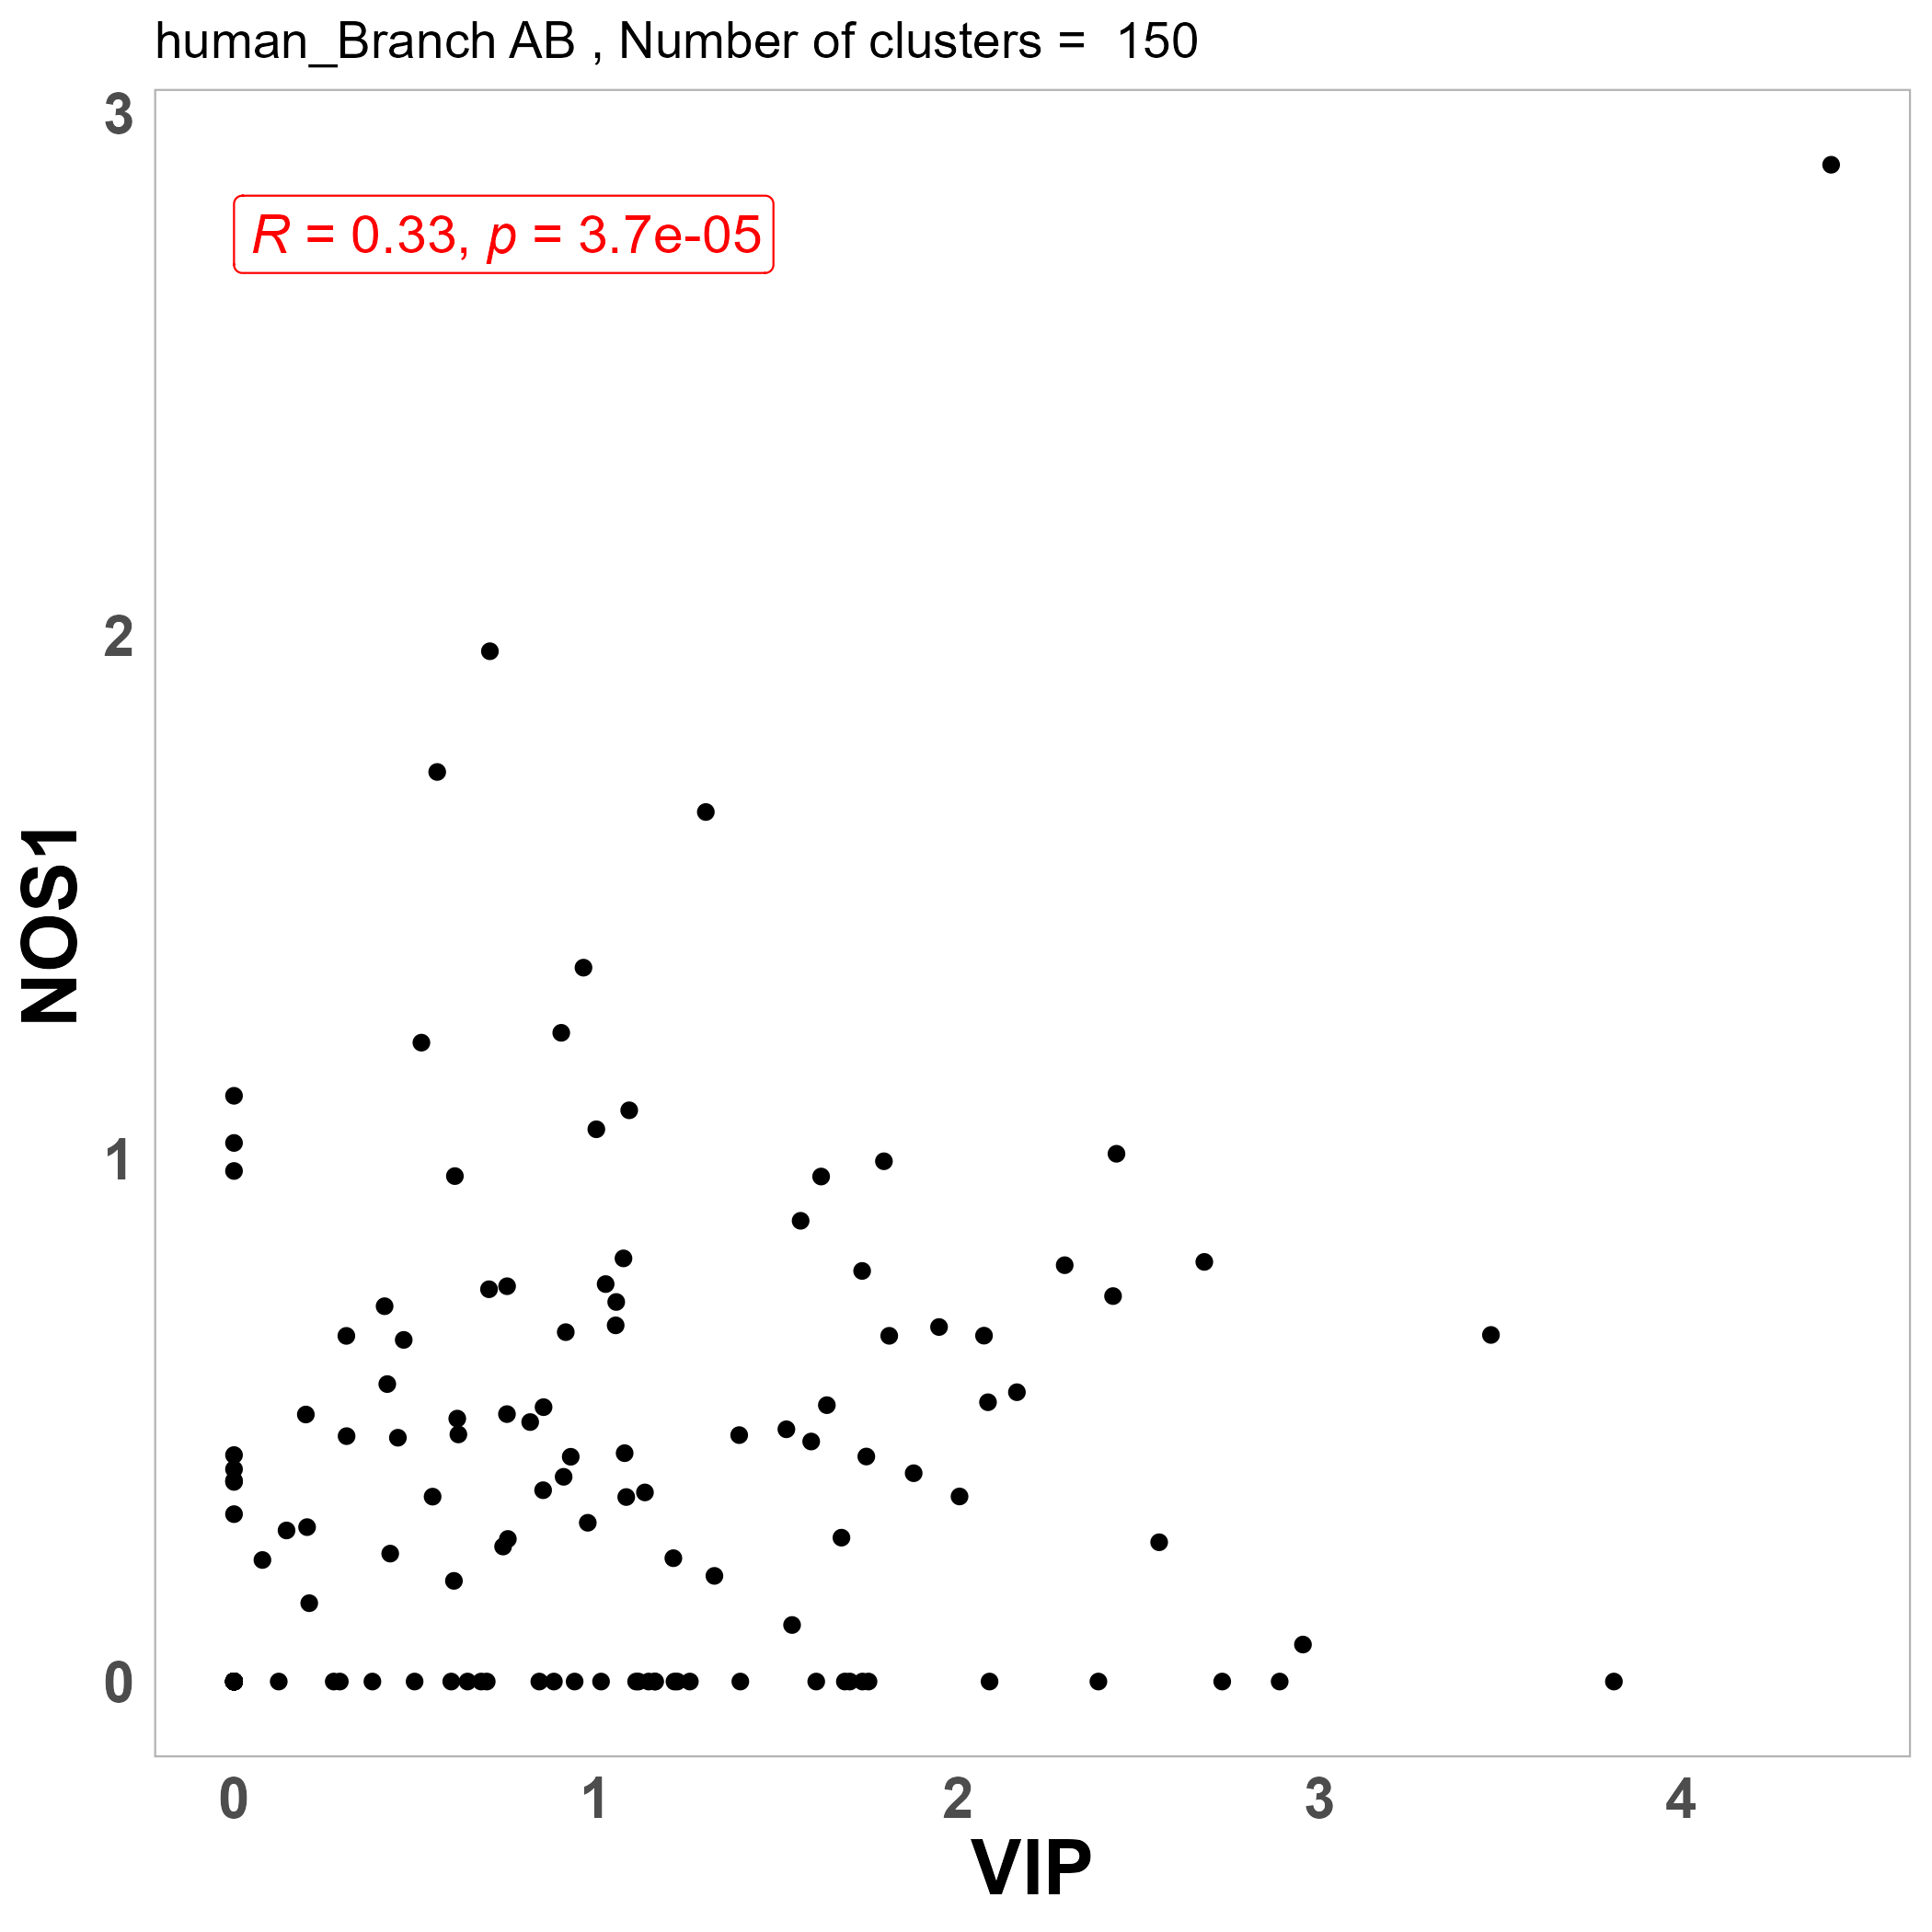 human_Branch AB , Number of clusters =  150
3
R = 0.33, p = 3.7e-05
2
NOS1
1
0
0 1 2 3 4
VIP